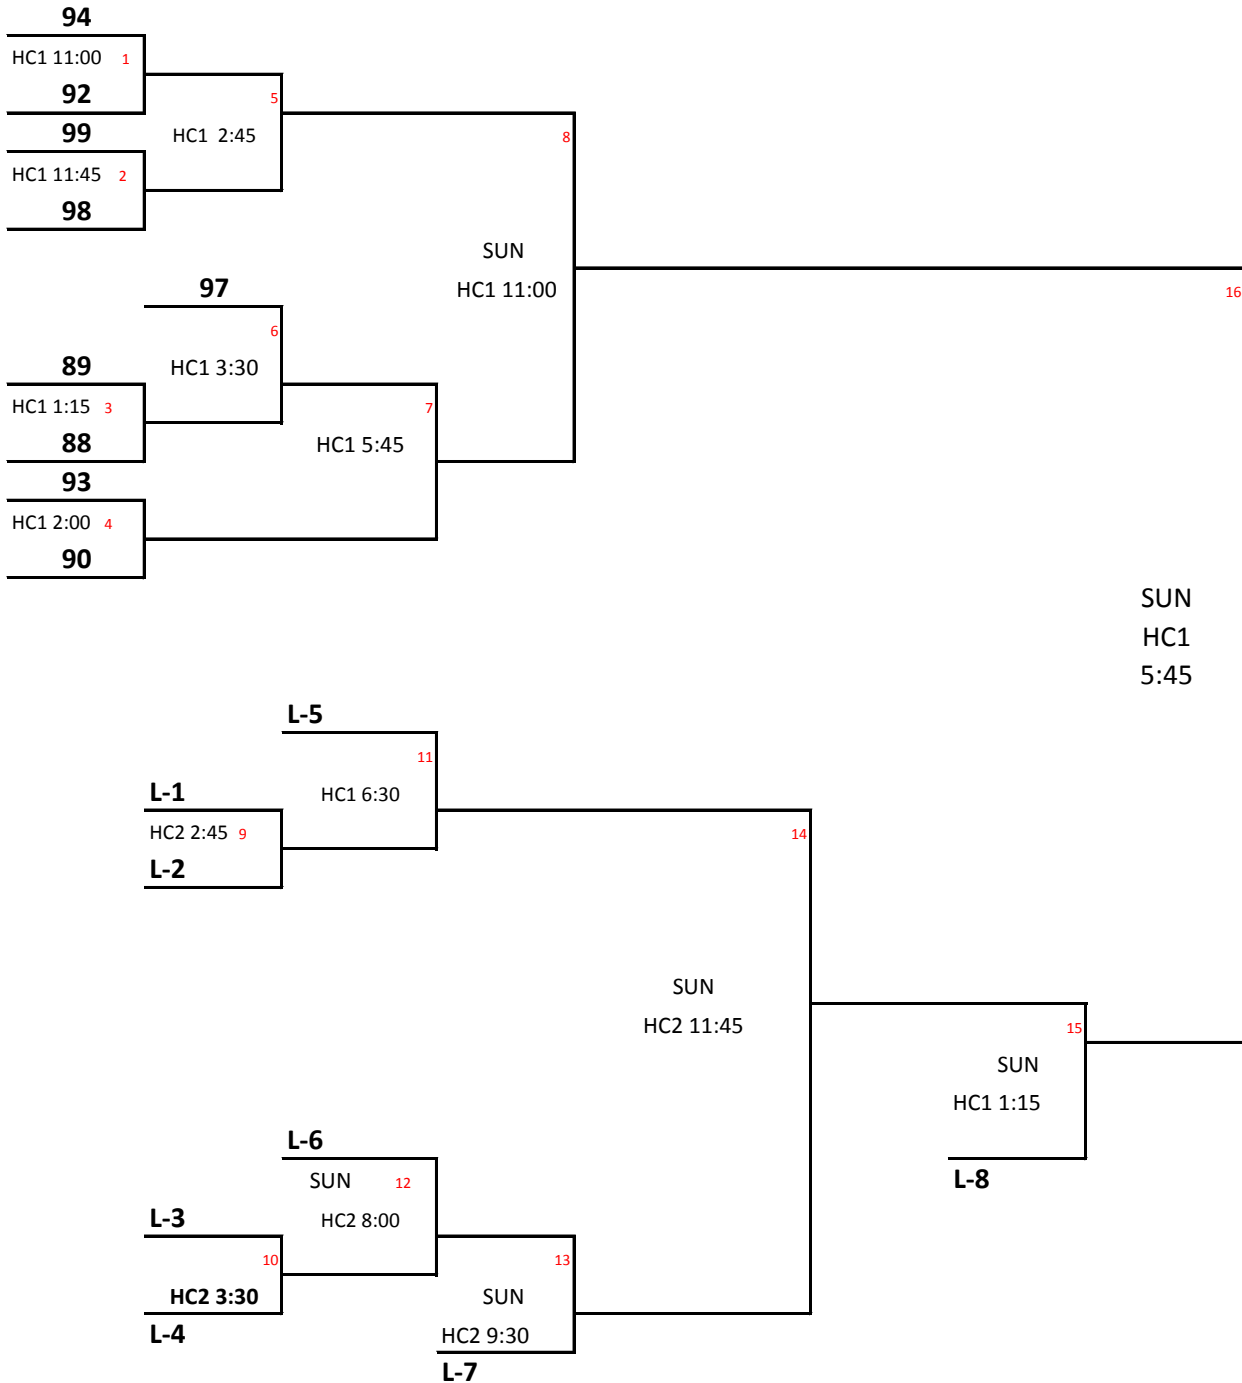 94
HC1 11:00 1
92
5
99
HC1 2:45
8
HC1 11:45 2
98
SUN
97
HC1 11:00
16
6
89
HC1 3:30
HC1 1:15 3
7
88
HC1 5:45
93
HC1 2:00 4
90
SUN
HC1
5:45
L-5
11
L-1
HC1 6:30
HC2 2:45 9
14
L-2
SUN
HC2 11:45
15
SUN
HC1 1:15
L-6
SUN 12
L-8
L-3
HC2 8:00
10
13
HC2 3:30
SUN
L-4
HC2 9:30
L-7